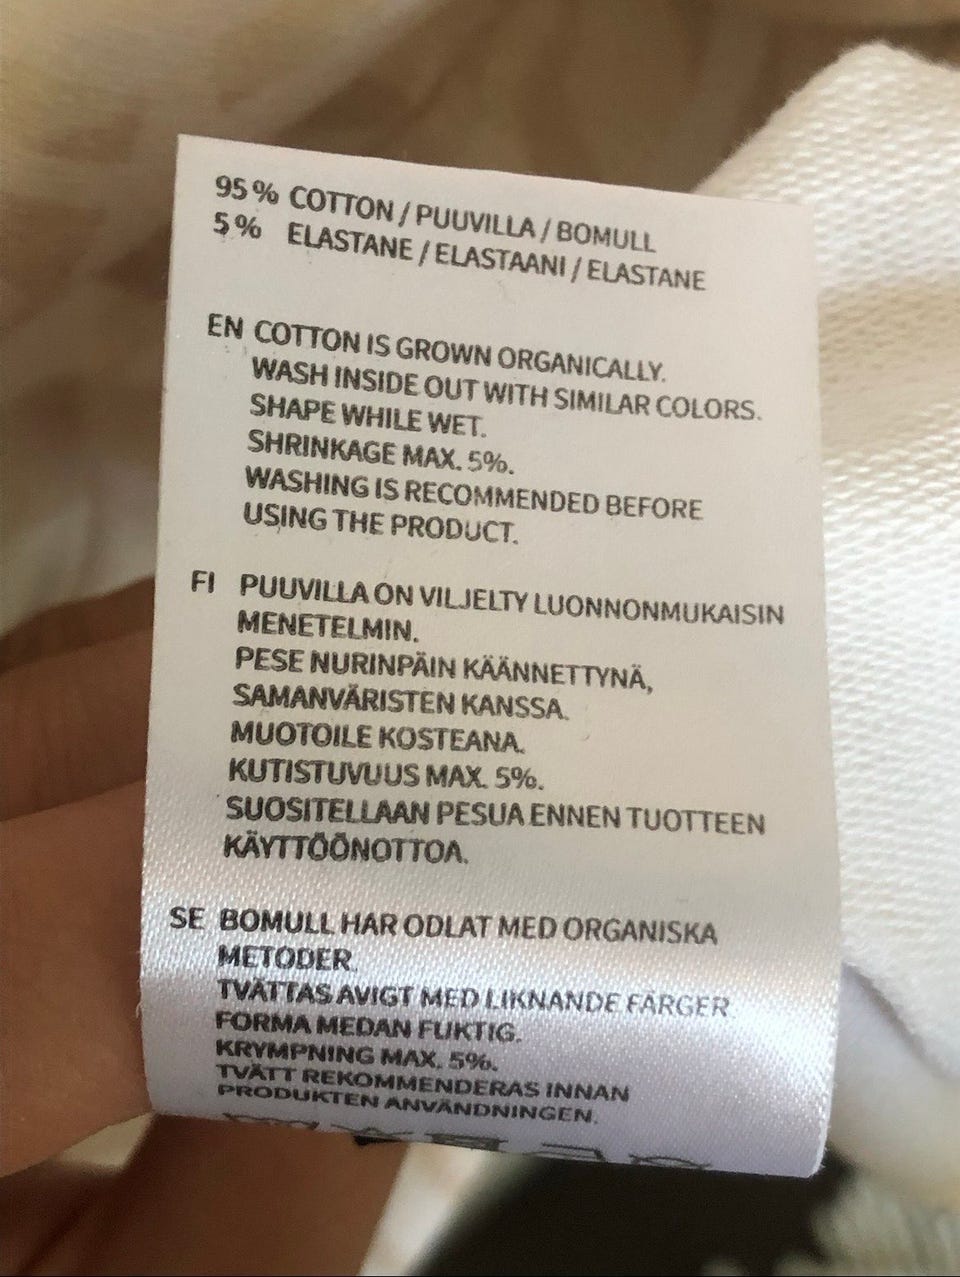 95% COTTON / PUUVILLA / BOMULL
5% ELASTANE / ELASTAANI / ELASTANE
EN COTTON IS GROWN ORGANICALLY.
WASH INSIDE OUT WITH SIMILAR COLORS.
SHAPE WHILE WET.
SHRINKAGE MAX. 5%.
WASHING IS RECOMMENDED BEFORE
USING THE PRODUCT.
FI PUUVILLA ON VILJELTY LUONNONMUKAISIN
MENETELMIN.
PESE NURINPÄIN KÄÄNNETTYNÄ,
SAMANVÄRISTEN KANSSA.
MUOTOILE KOSTEANA.
KUTISTUVUUS MAX. 5%.
SUOSITELLAAN PESUA ENNEN TUOTTEEN
KÄYTTÖÖNOTTOA.
SE BOMULL HAR ODLAT MED ORGANISKA
METODER.
TVÄTTAS AVIGT MED LIKNANDE FÄRGER
FORMA MEDAN FUKTIG.
KRYMPNING MAX. 5%.
TVÄTT REKOMMENDERAS INNAN
PRODUKTEN ANVÄNDNINGEN.